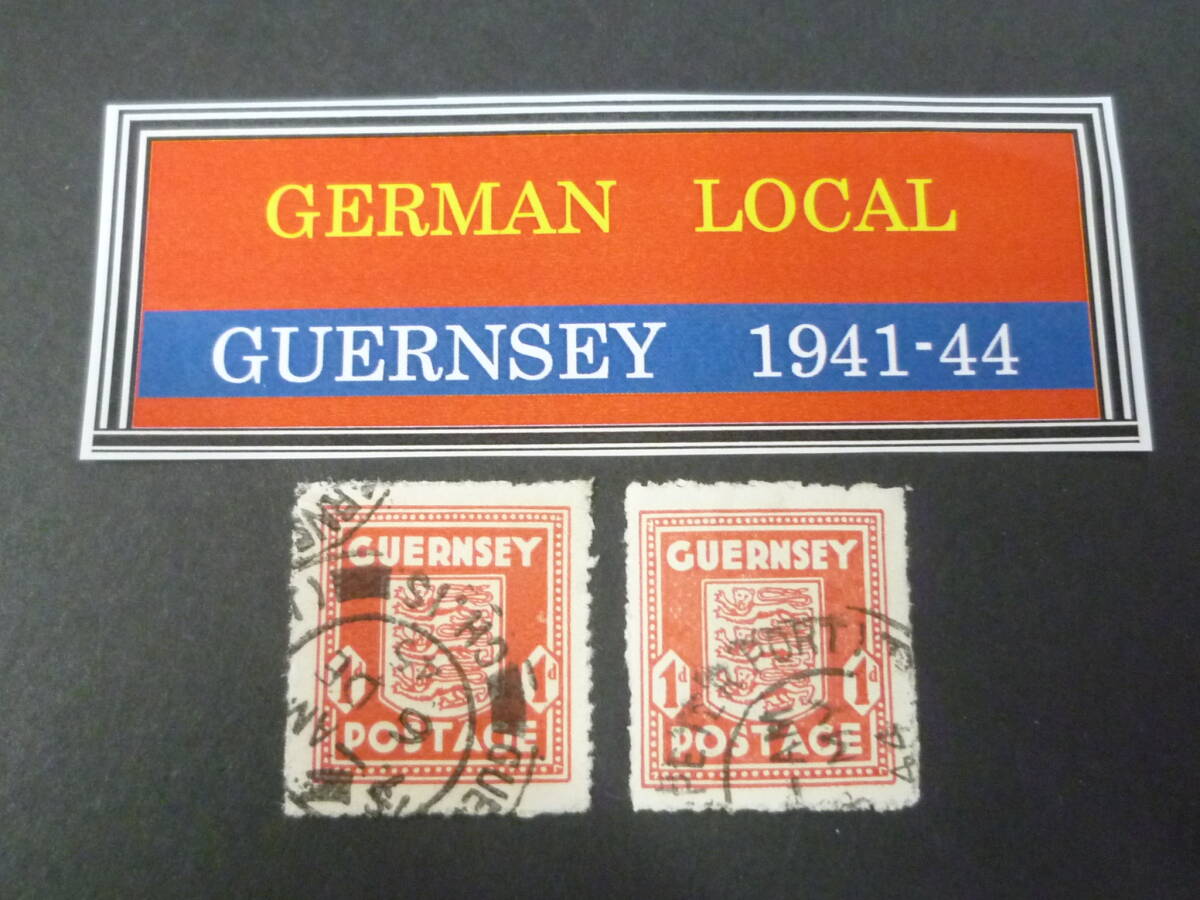 GERMAN LOCAL
GUERNSEY 1941-44
GUERNSEY
1d 1d
POSTAGE
GUERNSEY
1d 1d
POSTAGE